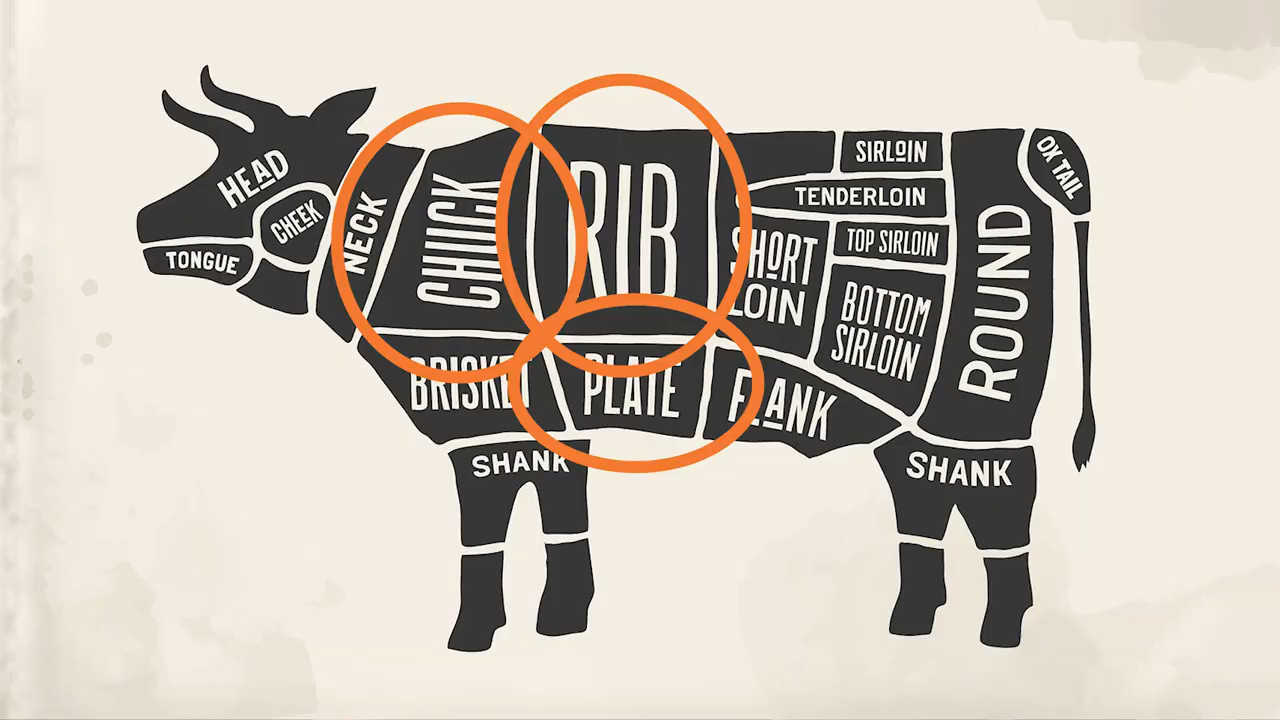 HEAD
CHEEK
TONGUE
NECK
CHUCK
RIB
BRISKET
PLATE
FLANK
SHANK
SHORT
LOIN
SIRLOIN
TENDERLOIN
TOP SIRLOIN
BOTTOM
SIRLOIN
ROUND
OX TAIL
SHANK